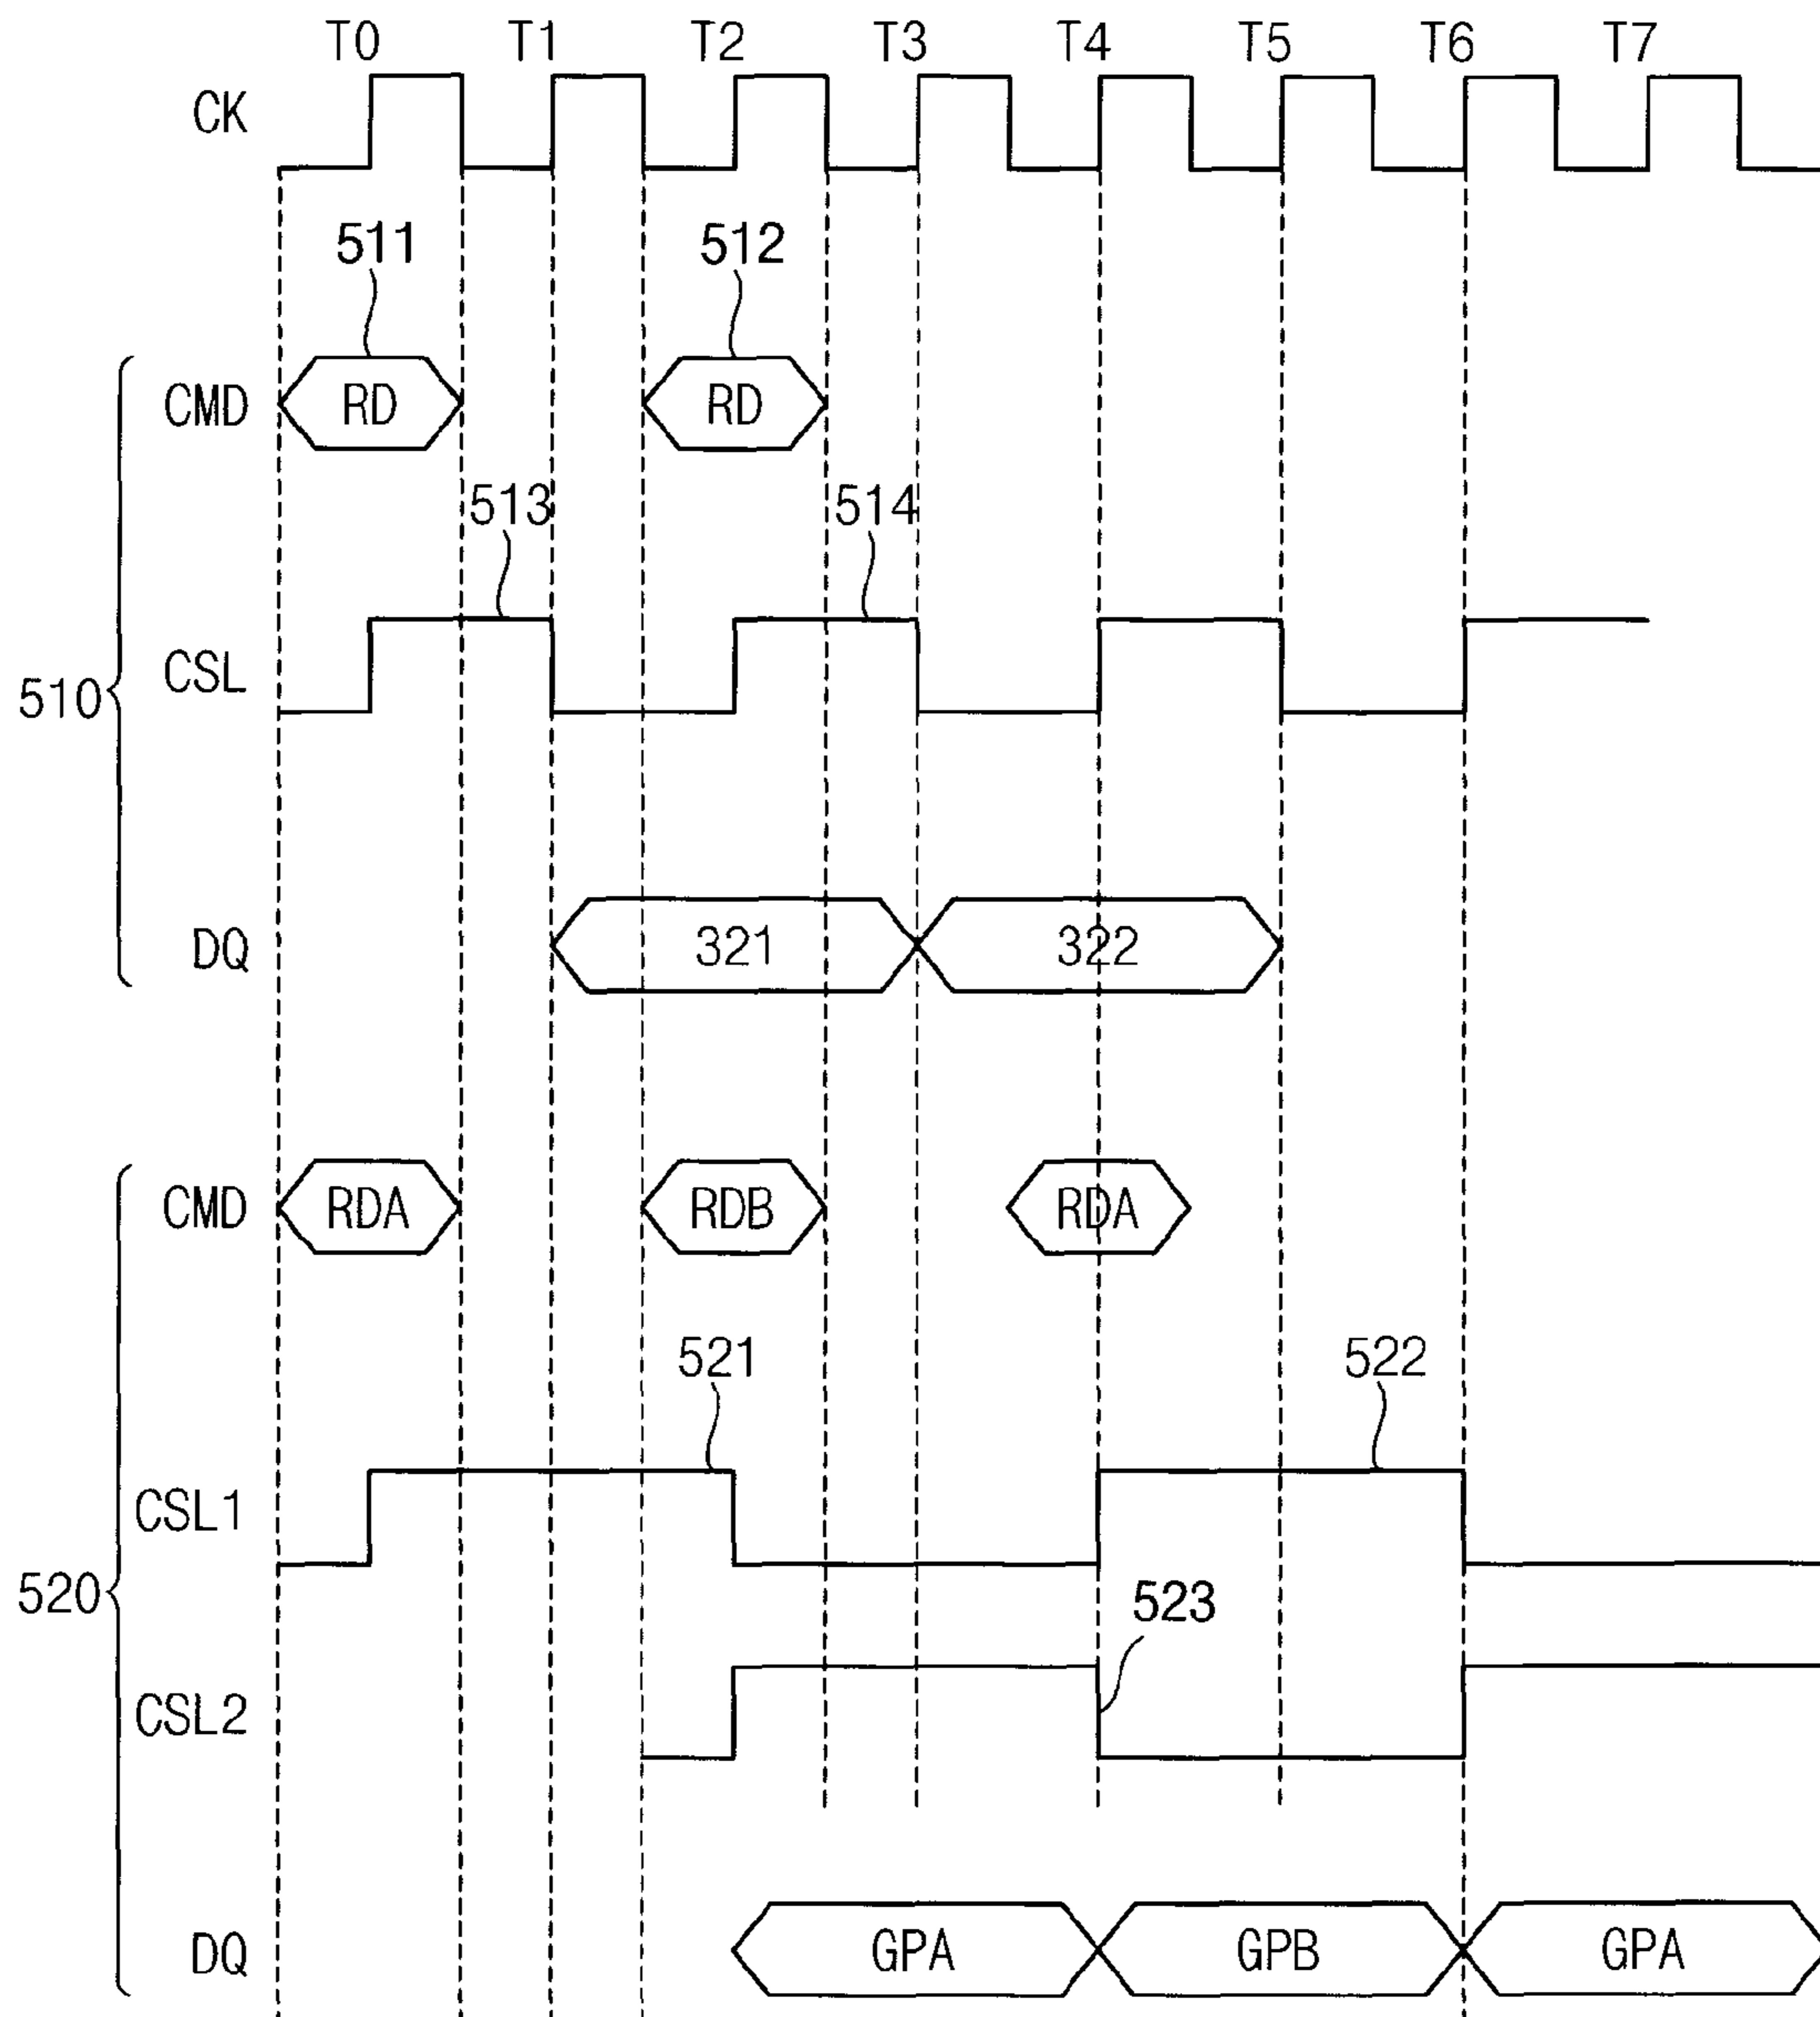 T0 T1 T2 T3 T4 T5 T6 T7
CK
511 512
CMD RD RD
513 514
510 CSL
DQ 321 322
CMD RDA RDB RDA
521 522
CSL1
520
523
CSL2
DQ GPA GPB GPA